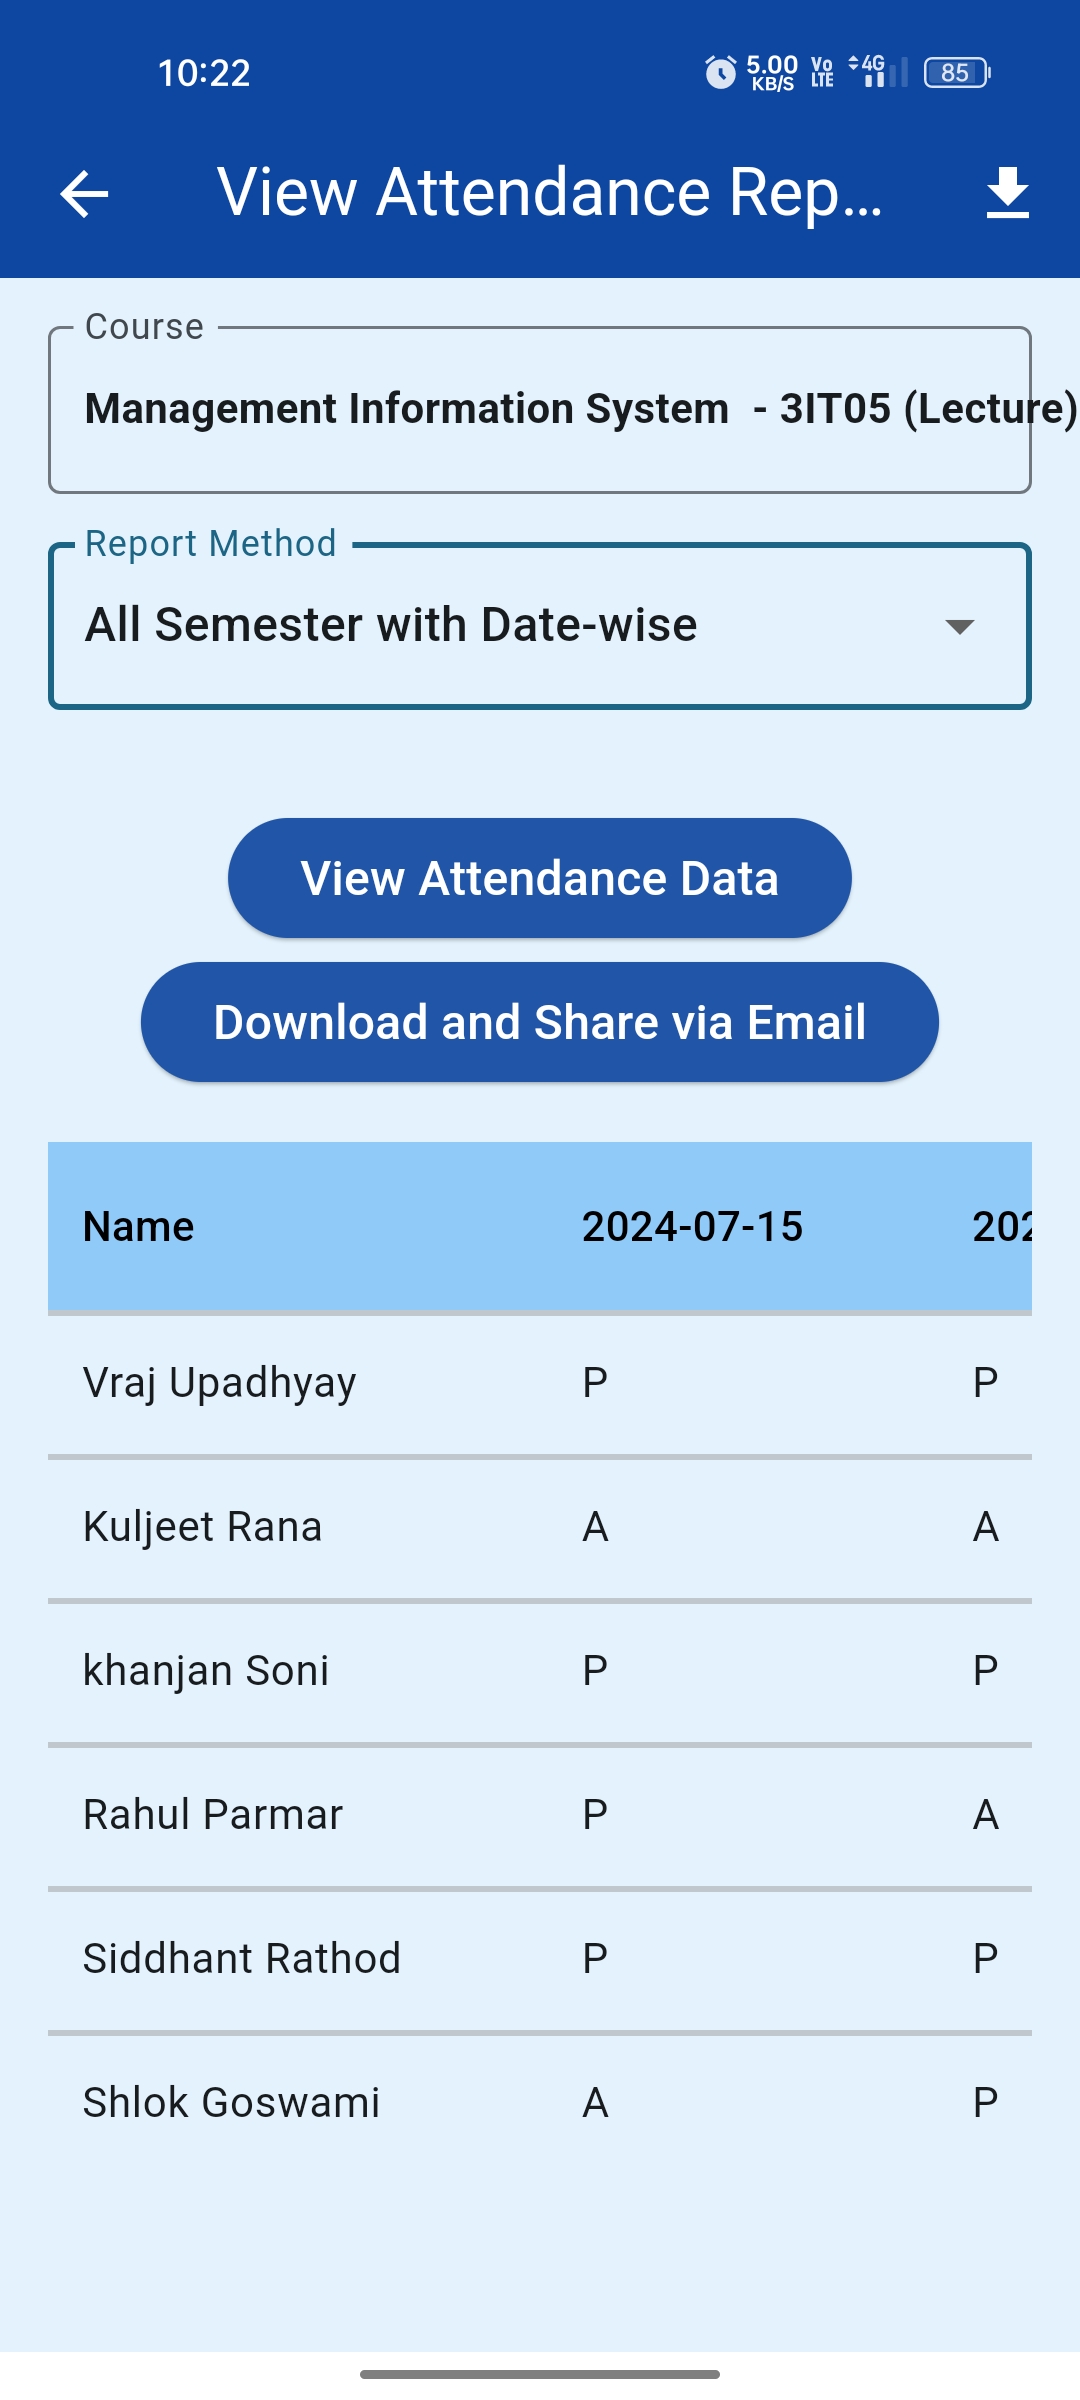 10:22
5.00 KB/S Vo LTE 4G 85
View Attendance Rep...
Course
Management Information System - 3IT05 (Lecture)
Report Method
All Semester with Date-wise
View Attendance Data
Download and Share via Email
Name 2024-07-15 202
Vraj Upadhyay P P
Kuljeet Rana A A
khanjan Soni P P
Rahul Parmar P A
Siddhant Rathod P P
Shlok Goswami A P